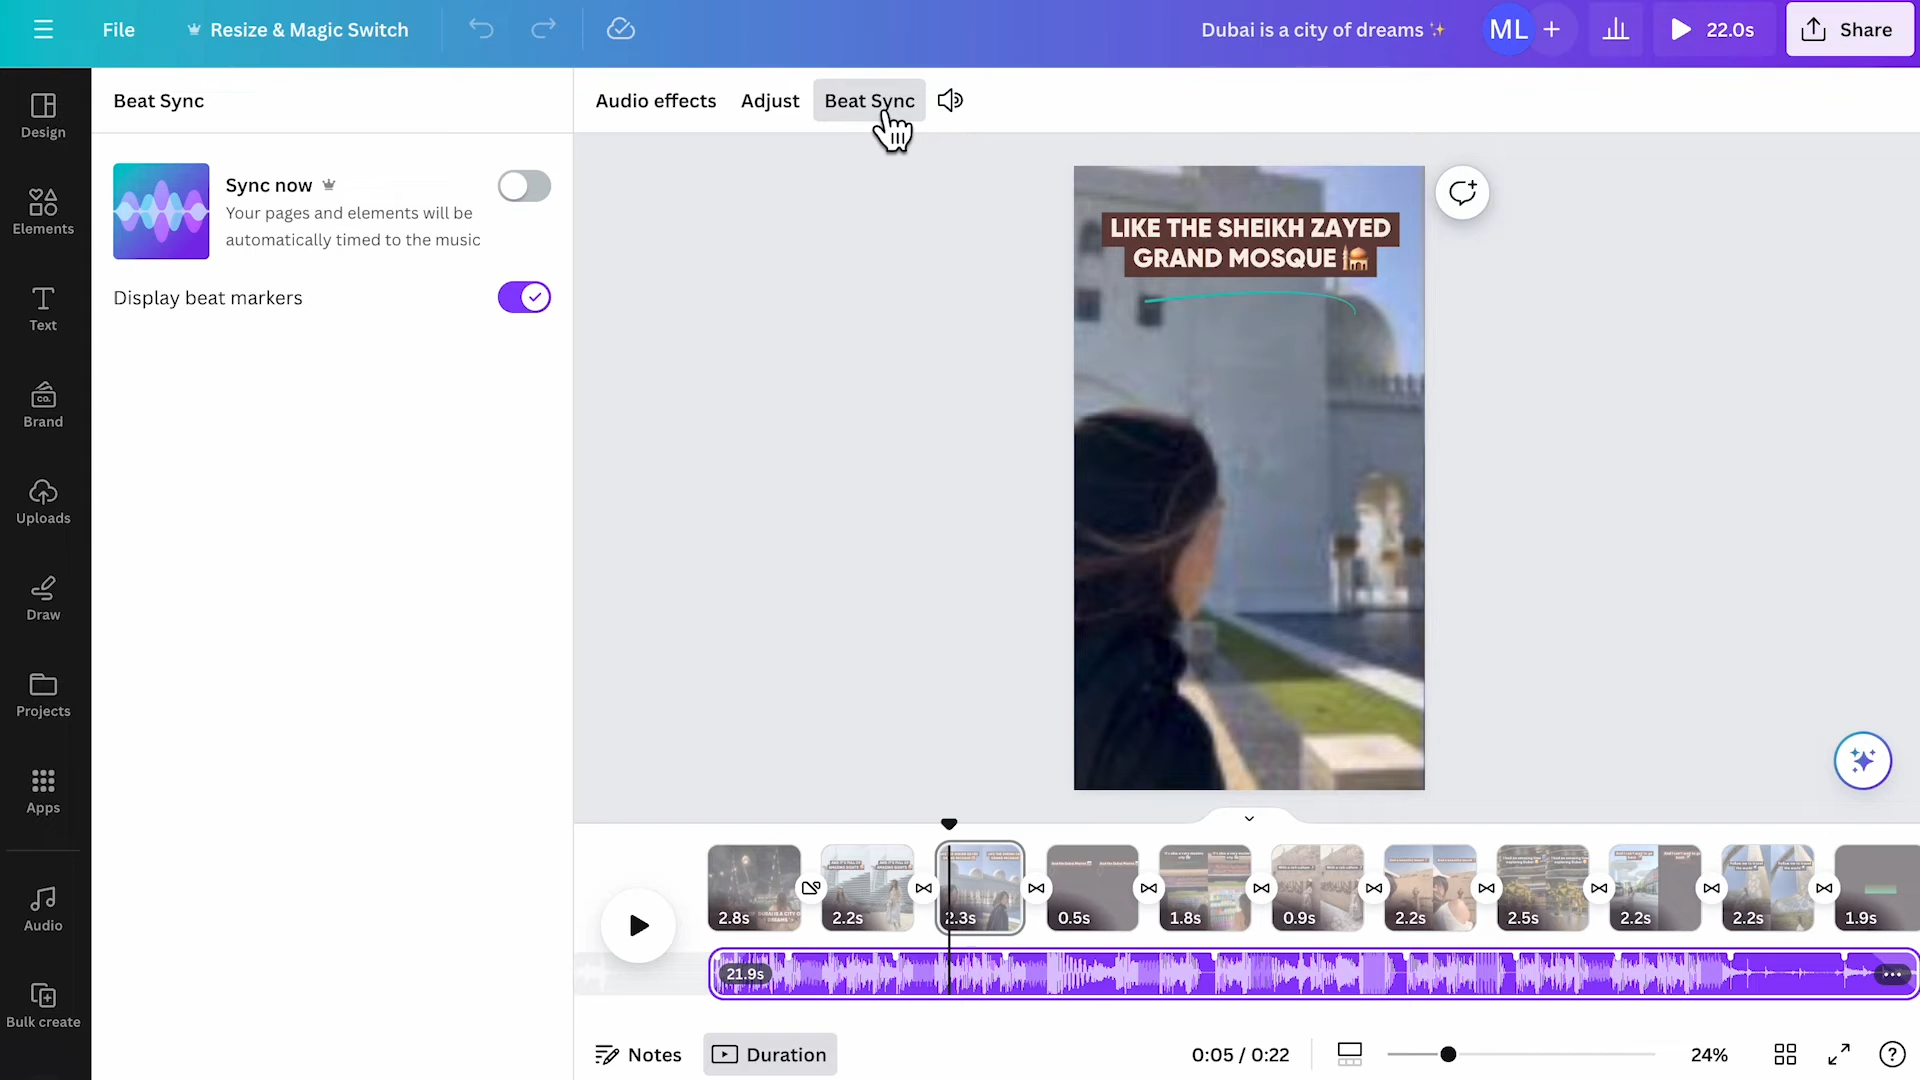 File
Resize & Magic Switch
Dubai is a city of dreams ✨
ML
22.0s
Share
Design
Elements
Text
Brand
CO.
Uploads
Draw
Projects
Apps
Audio
Bulk create
Beat Sync
Sync now
Your pages and elements will be
automatically timed to the music
Display beat markers
Audio effects
Adjust
Beat Sync
LIKE THE SHEIKH ZAYED
GRAND MOSQUE 🕌
2.8s
2.2s
2.3s
0.5s
1.8s
0.9s
2.2s
2.5s
2.2s
2.2s
1.9s
21.9s
Notes
Duration
0:05 / 0:22
24%